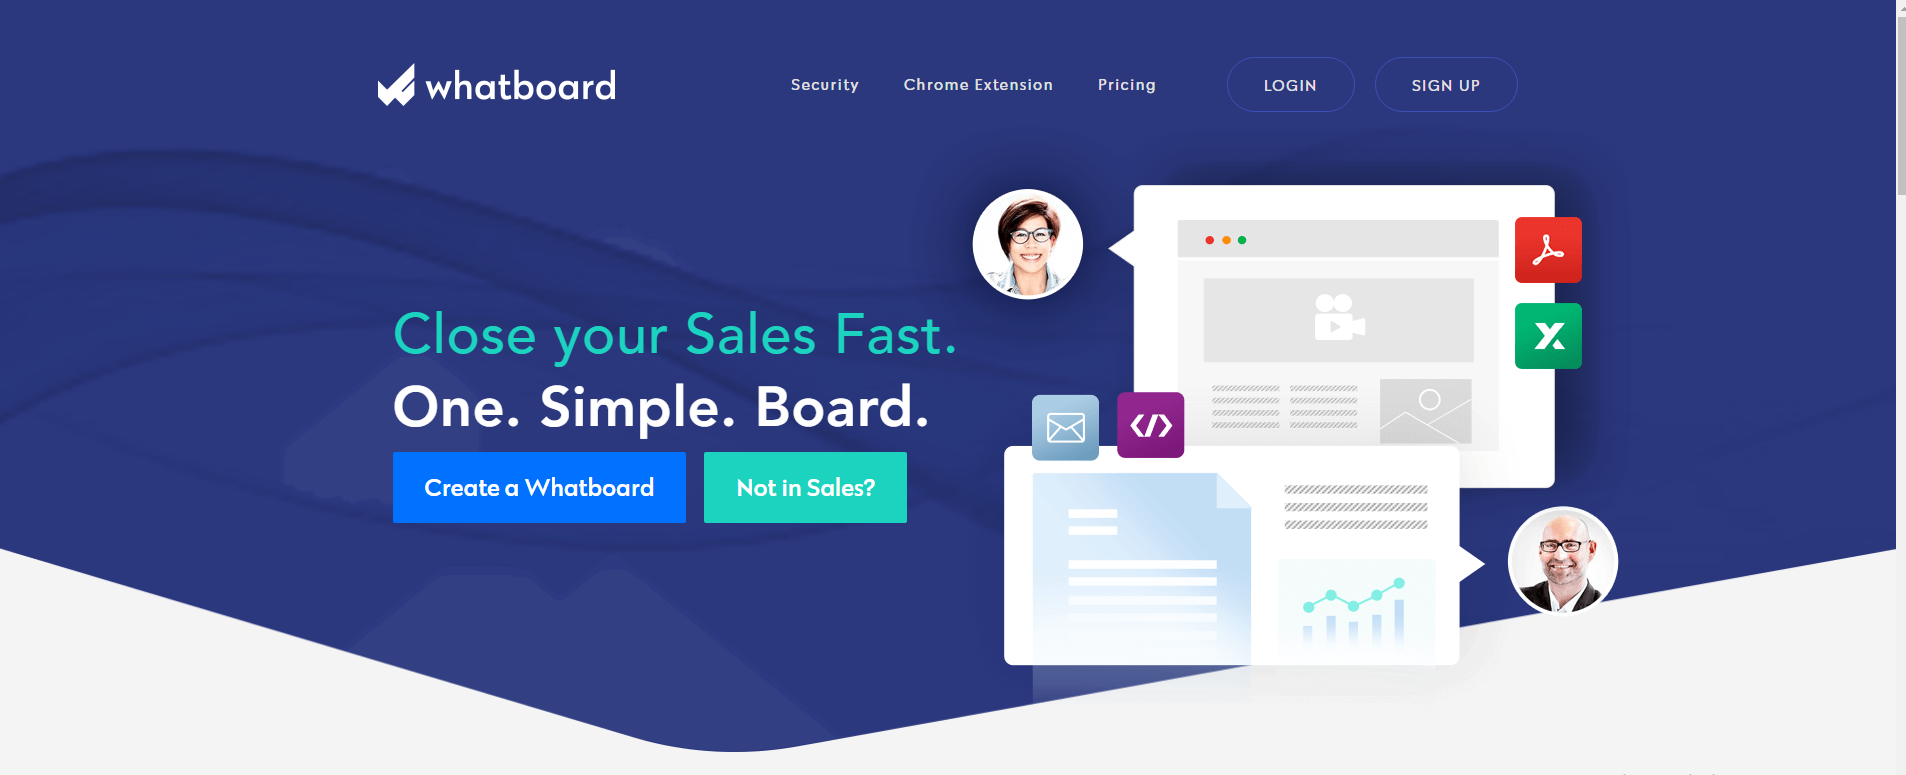 whatboard
Security
Chrome Extension
Pricing
LOGIN
SIGN UP
Close your Sales Fast.
One. Simple. Board.
Create a Whatboard
Not in Sales?